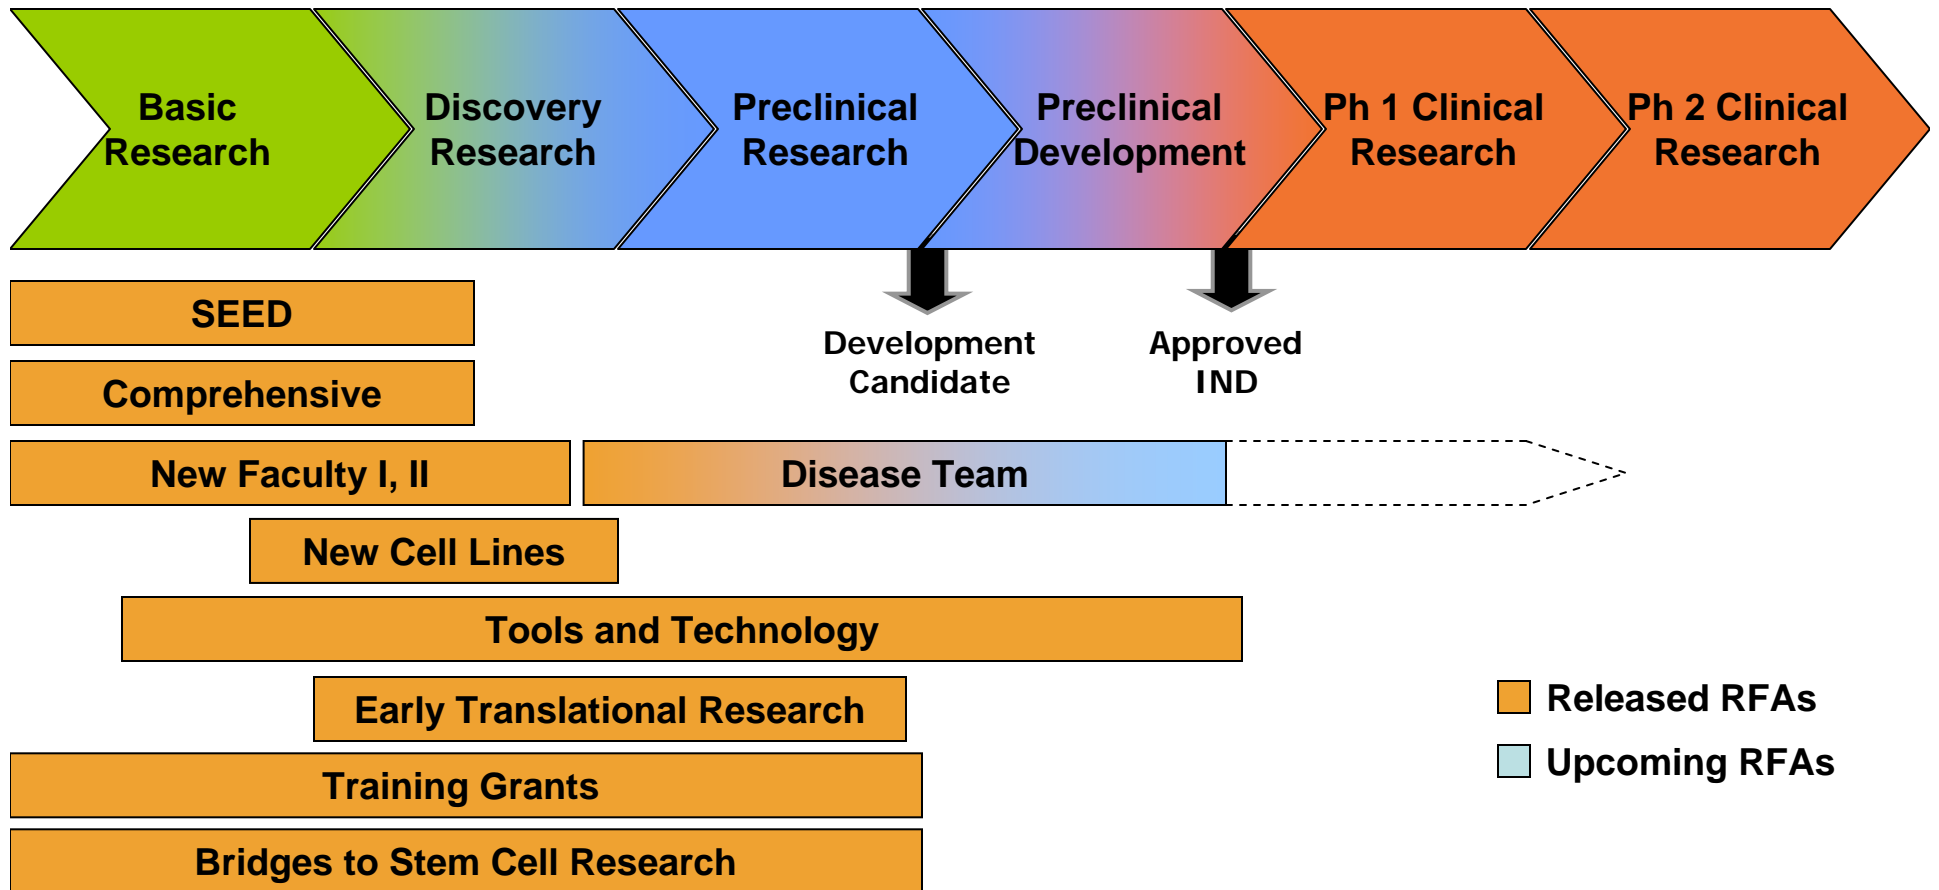 Basic
Research
Discovery
Research
Preclinical
Research
Preclinical
Development
Ph 1 Clinical
Research
Ph 2 Clinical
Research
Development
Candidate
Approved
IND
SEED
Comprehensive
New Faculty I, II
Disease Team
New Cell Lines
Tools and Technology
Early Translational Research
Training Grants
Bridges to Stem Cell Research
Released RFAs
Upcoming RFAs